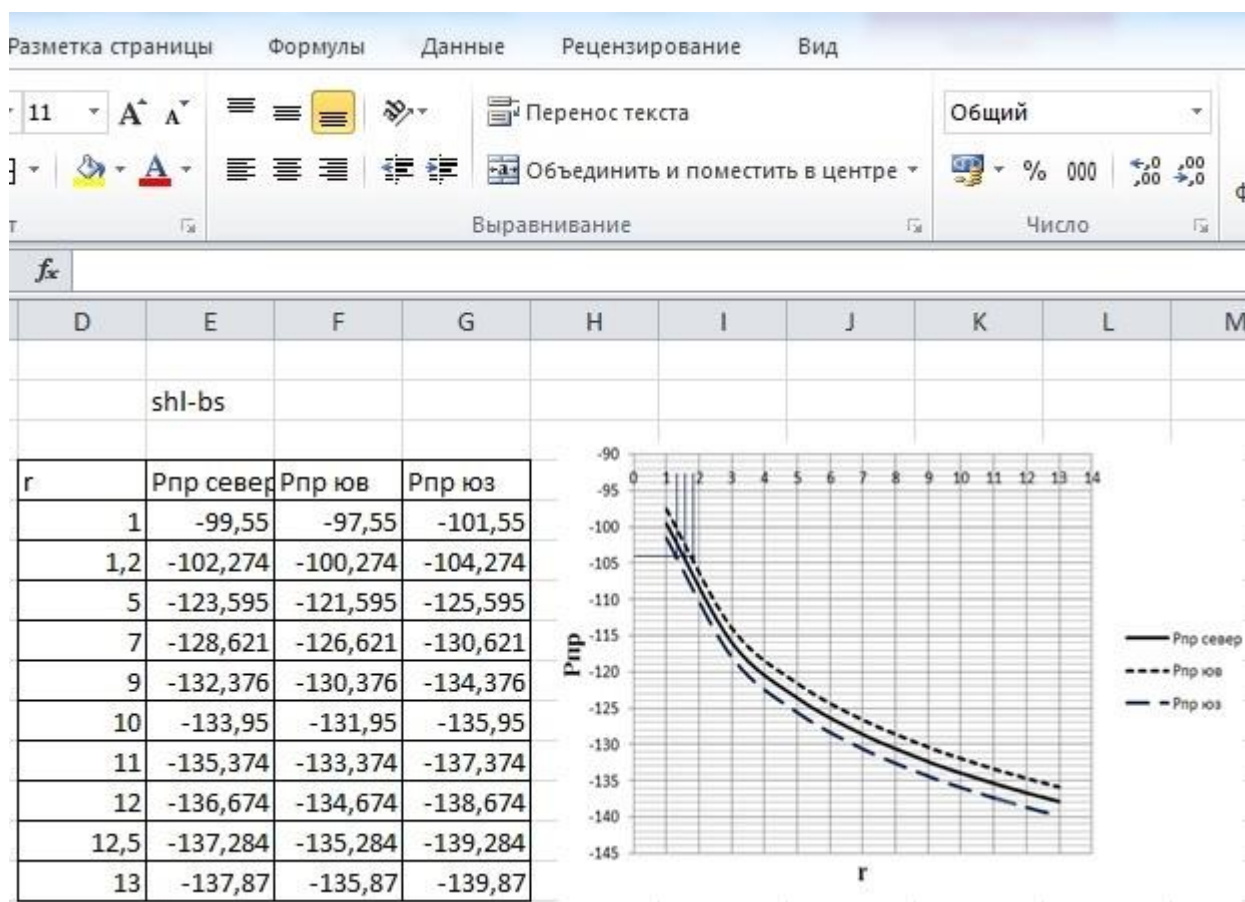 Разметка страницы Формулы Данные Рецензирование Вид
11 A A Перенос текста Общий
A Объединить и поместить в центре % 000 ,0 ,00 ,00 ,0
Выравнивание Число
fx
D E F G H I J K L M
shl-bs
r Рпр север Рпр юв Рпр юз
1 -99,55 -97,55 -101,55
1,2 -102,274 -100,274 -104,274
5 -123,595 -121,595 -125,595
7 -128,621 -126,621 -130,621
9 -132,376 -130,376 -134,376
10 -133,95 -131,95 -135,95
11 -135,374 -133,374 -137,374
12 -136,674 -134,674 -138,674
12,5 -137,284 -135,284 -139,284
13 -137,87 -135,87 -139,87
-90
0 1 2 3 4 5 6 7 8 9 10 11 12 13 14
-95
-100
-105
-110
-115
-120
-125
-130
-135
-140
-145
Рпр
r
Рпр север
Рпр юв
Рпр юз